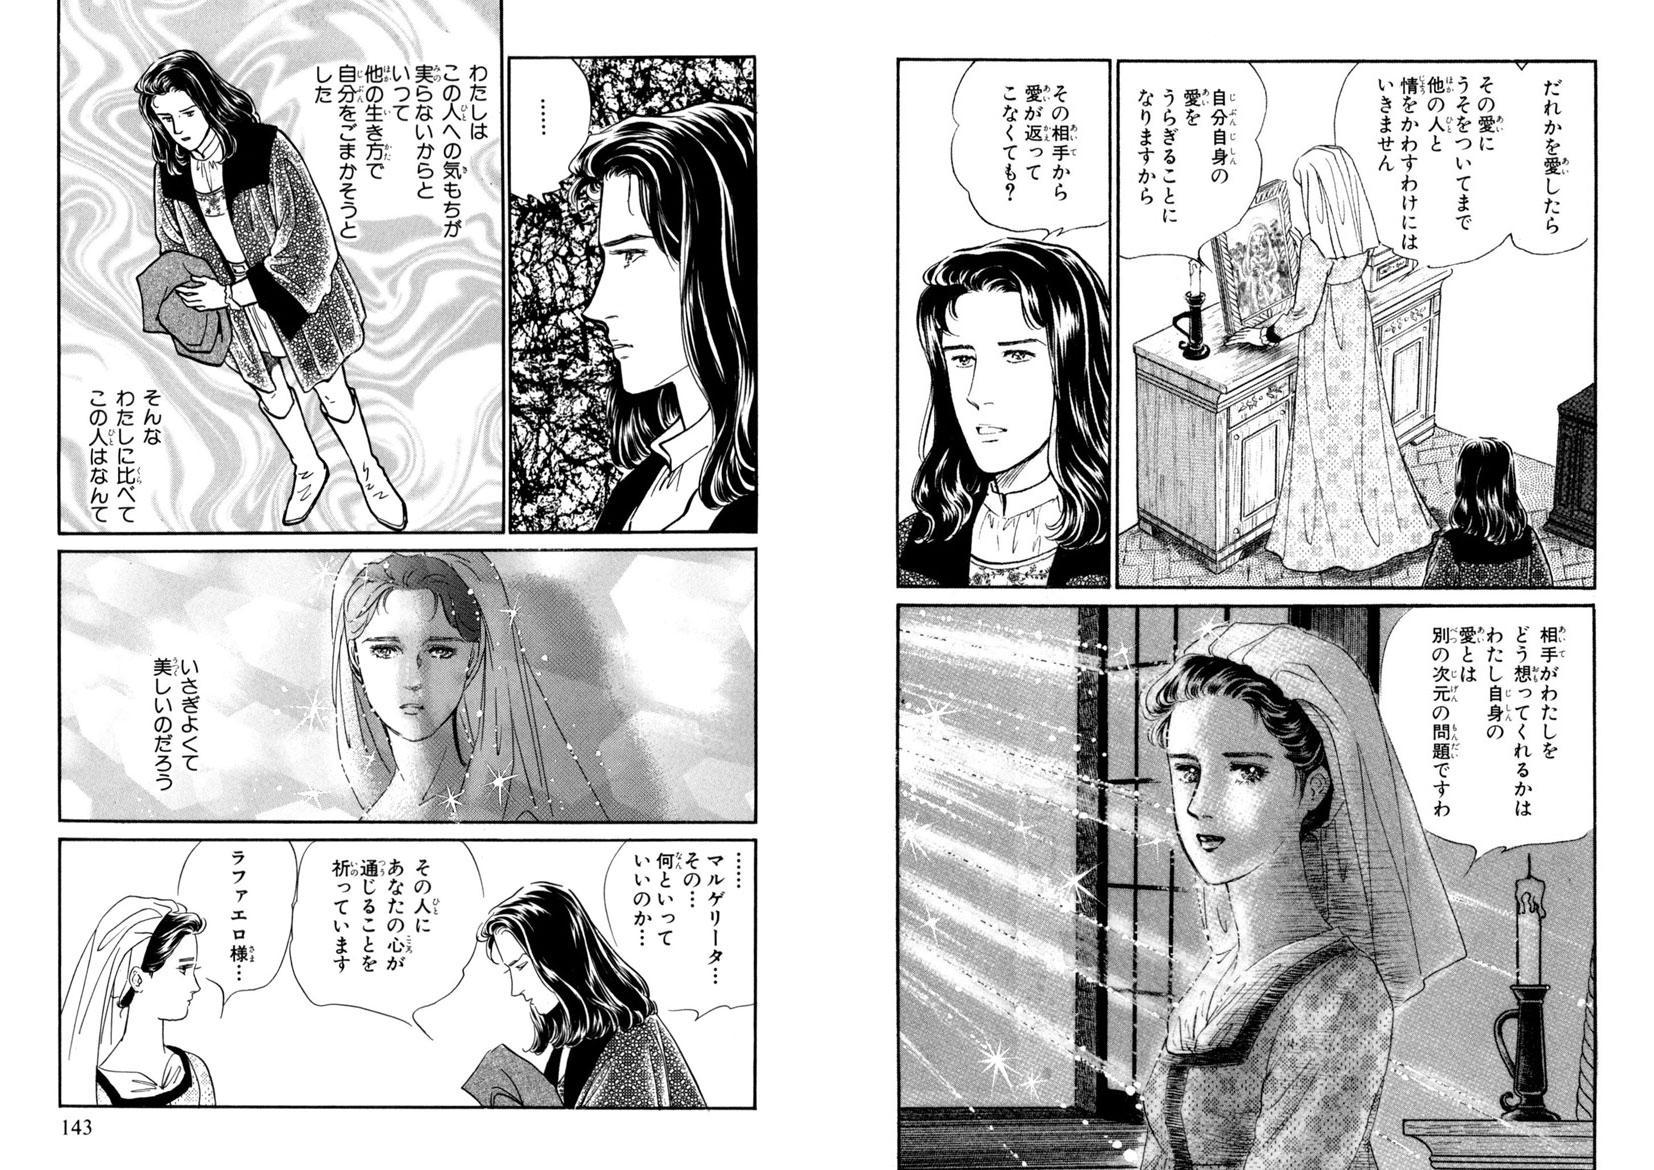 だれかを愛したら
その愛に
うそをついてまで
他の人と
情をかわすわけには
いきません
自分自身の
愛を
うらぎることに
なりますから
その相手から
愛が返って
こなくても?
相手がわたしを
どう想ってくれるかは
わたし自身の
愛とは
別の次元の問題ですわ
……
わたしは
この人への気もちが
実らないからと
いって
他の生き方で
自分をごまかそうと
した
そんな
わたしに比べて
この人はなんて
いさぎよくて
美しいのだろう
……
マルゲリータ…
その…
何といって
いいのか…
その人に
あなたの心が
通じることを
祈っています
ラファエロ様…
143